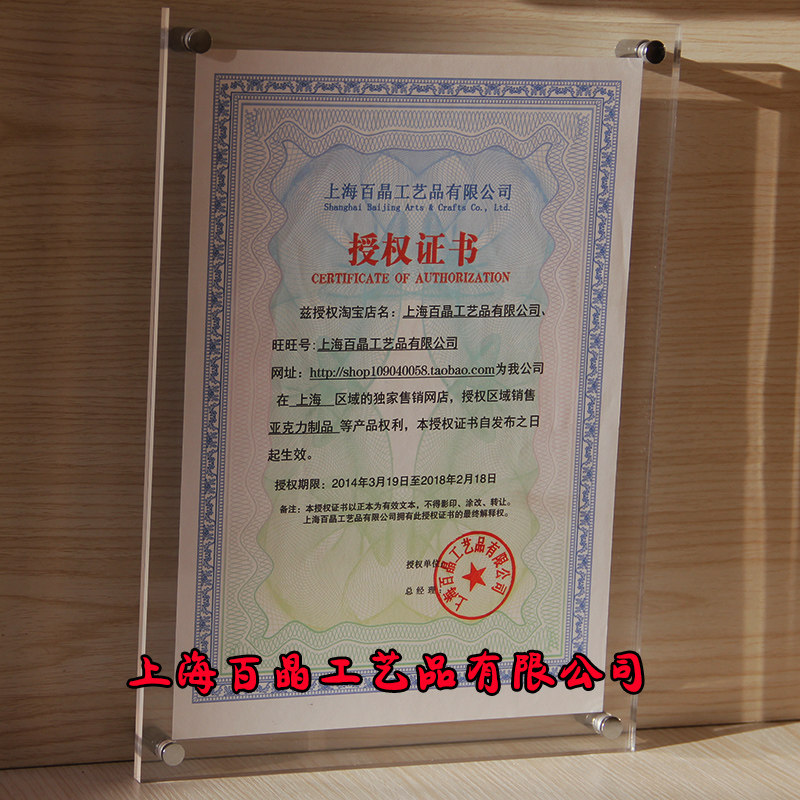 上海百晶工艺品有限公司
Shanghai Baijing Arts & Crafts Co., Ltd.
授权证书
CERTIFICATE OF AUTHORIZATION
兹授权淘宝店名：上海百晶工艺品有限公司、
旺旺号:上海百晶工艺品有限公司
网址：http://shop109040058.taobao.com为我公司
在 上海 区域的独家售销网店，授权区域销售
亚克力制品 等产品权利，本授权证书自发布之日
起生效。
授权期限：2014年3月19日至2018年2月18日
备注：本授权证书以正本为有效文本，不得影印、涂改、转让。
上海百晶工艺品有限公司拥有此授权证书的最终解释权。
授权单位
总 经 理
上海百晶工艺品有限公司
上海百晶工艺品有限公司